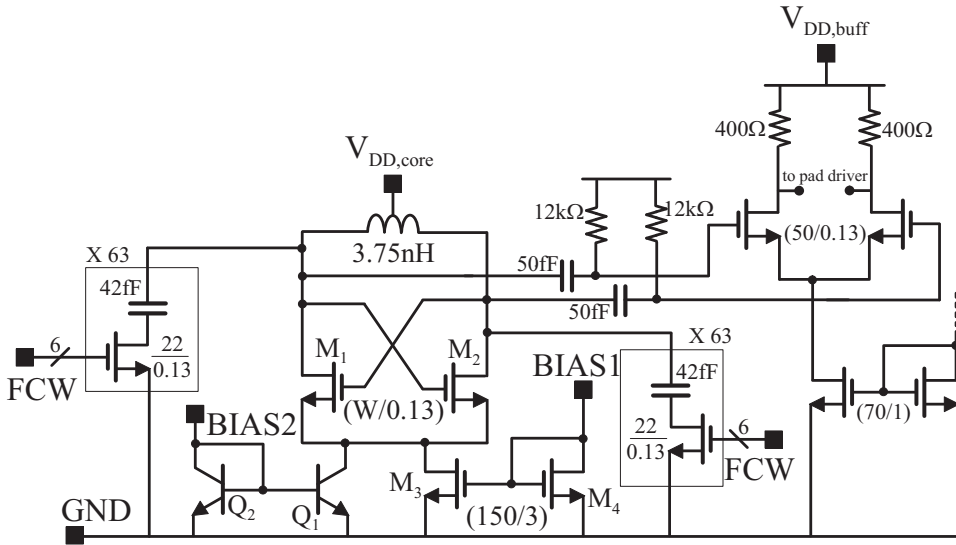 V_DD,buff
400Ω
400Ω
to pad driver
V_DD,core
12kΩ
12kΩ
(50/0.13)
3.75nH
X 63
50fF
42fF
50fF
6
22
0.13
FCW
M_1
M_2
X 63
BIAS1
42fF
(W/0.13)
(70/1)
BIAS2
22
0.13
6
FCW
Q_2
Q_1
M_3
M_4
(150/3)
GND